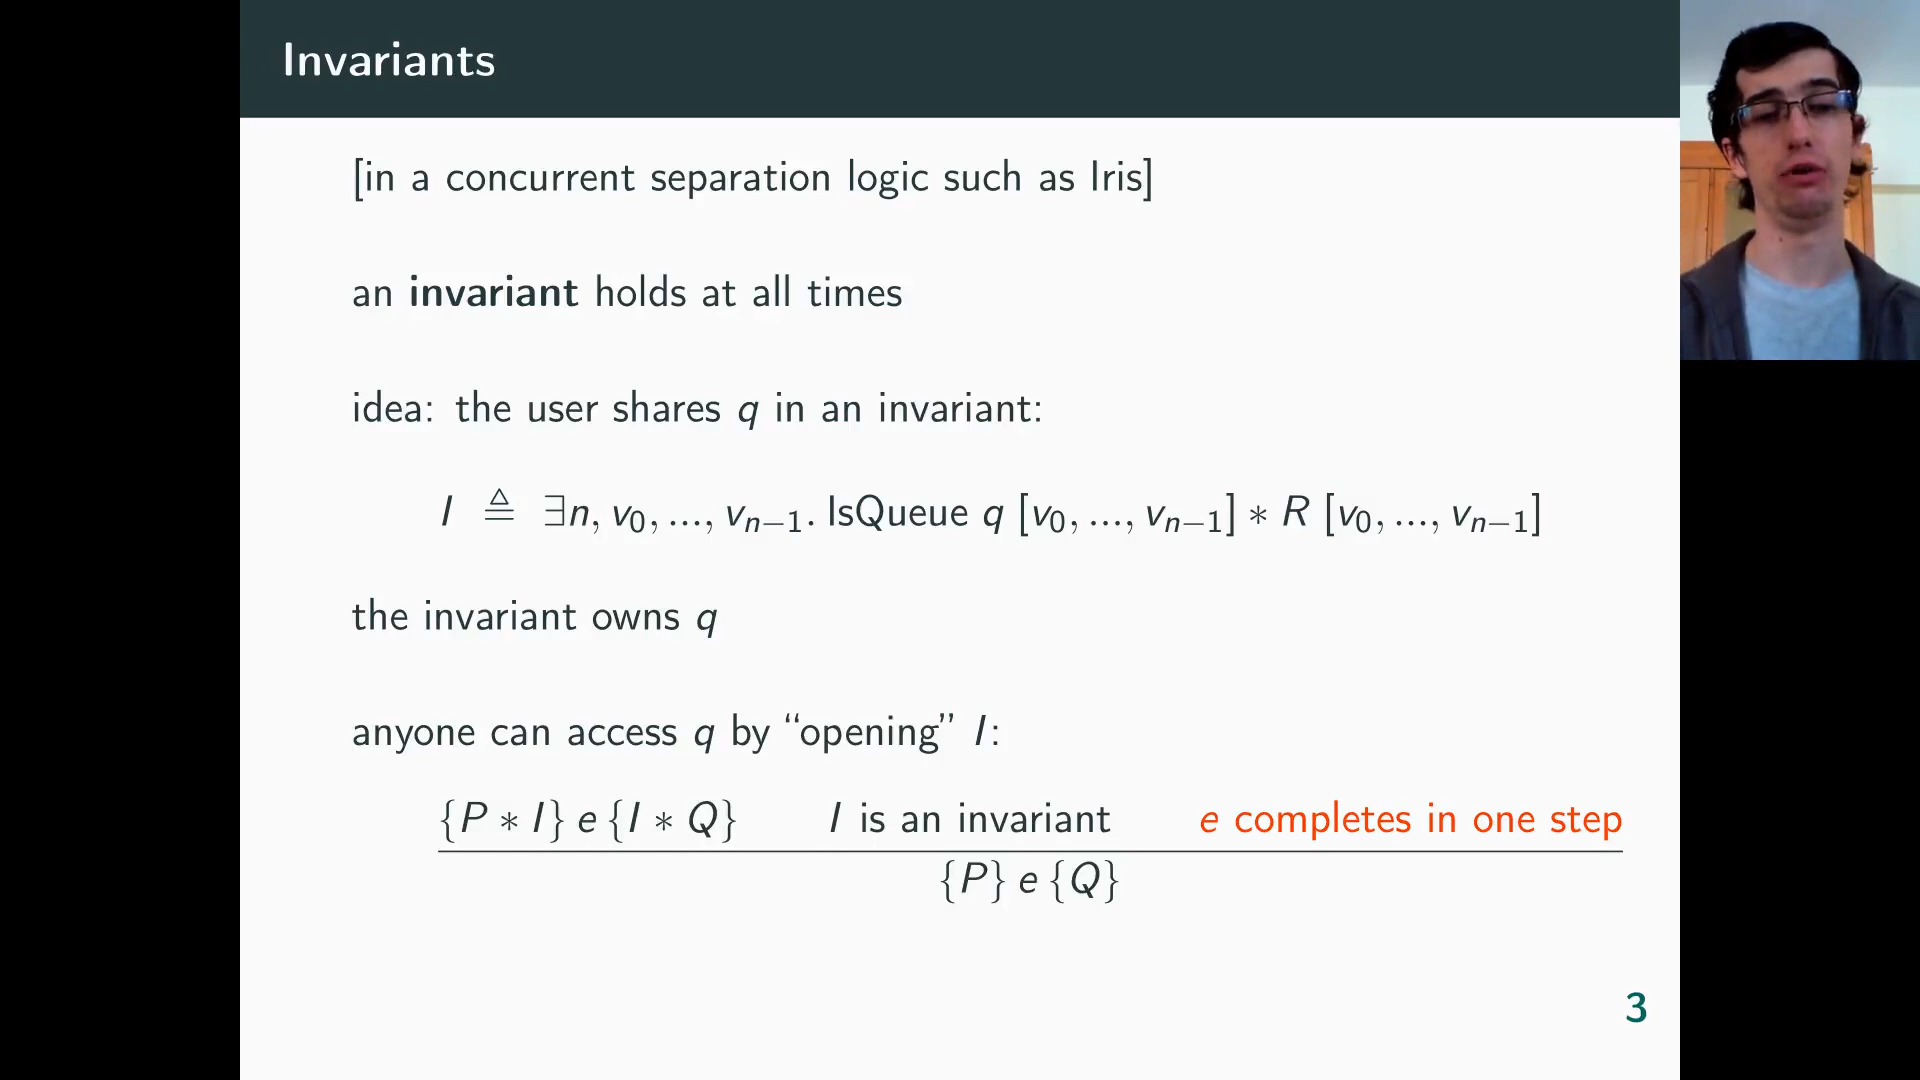 Invariants
[in a concurrent separation logic such as Iris]
an invariant holds at all times
idea: the user shares q in an invariant:
I ≜ ∃n, v₀, ..., vₙ₋₁. IsQueue q [v₀, ..., vₙ₋₁] ∗ R [v₀, ..., vₙ₋₁]
the invariant owns q
anyone can access q by “opening” I:
{P ∗ I} e {I ∗ Q} I is an invariant e completes in one step
{P} e {Q}
3